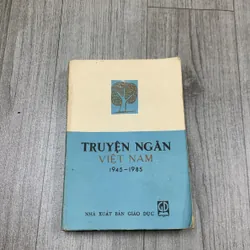 TRUYỆN NGẮN
VIỆT NAM
1945-1985
NHÀ XUẤT BẢN GIÁO DỤC